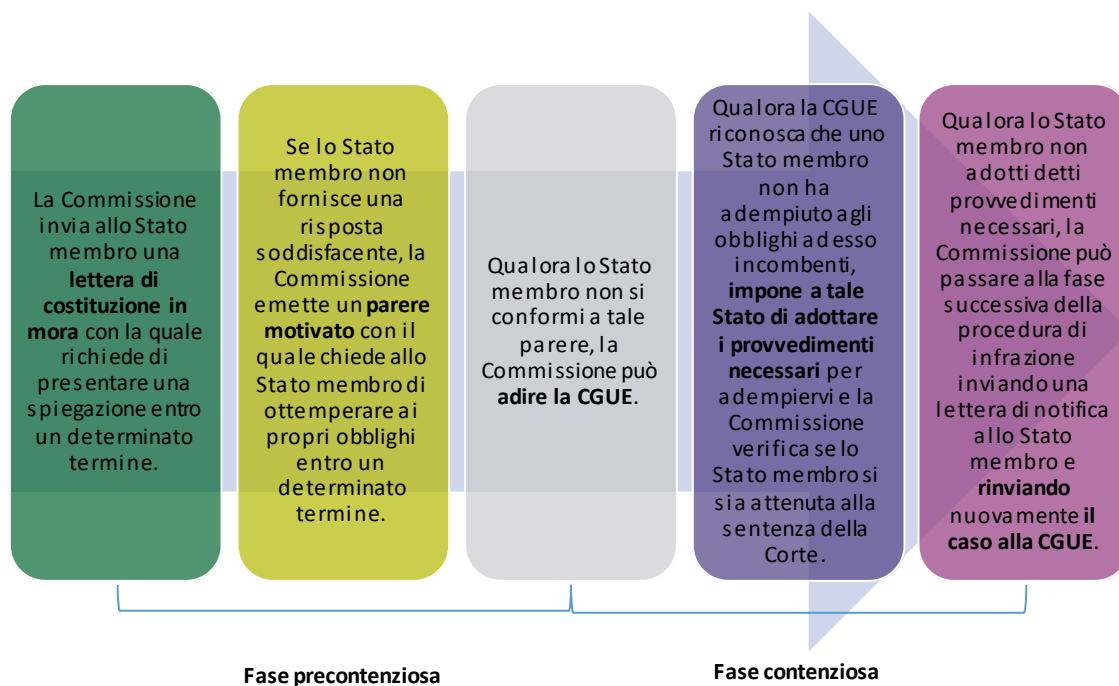 La Commissione
invia allo Stato
membro una
lettera di
costituzione in
mora con la quale
richiede di
presentare una
spiegazione entro
un determinato
termine.
Se lo Stato
membro non
fornisce una
risposta
soddisfacente, la
Commissione
emette un parere
motivato con il
quale chiede allo
Stato membro di
ottemperare ai
propri obblighi
entro un
determinato
termine.
Qualora lo Stato
membro non si
conformi a tale
parere, la
Commissione può
adire la CGUE.
Qualora la CGUE
riconosca che uno
Stato membro
non ha
adempiuto agli
obblighi ad esso
incombenti,
impone a tale
Stato di adottare
i provvedimenti
necessari per
adempiervi e la
Commissione
verifica se lo
Stato membro si
sia attenuta alla
sentenza della
Corte.
Qualora lo Stato
membro non
adotti detti
provvedimenti
necessari, la
Commissione può
passare alla fase
successiva della
procedura di
infrazione
inviando una
lettera di notifica
allo Stato
membro e
rinviando
nuovamente il
caso alla CGUE.
Fase precontenziosa
Fase contenziosa